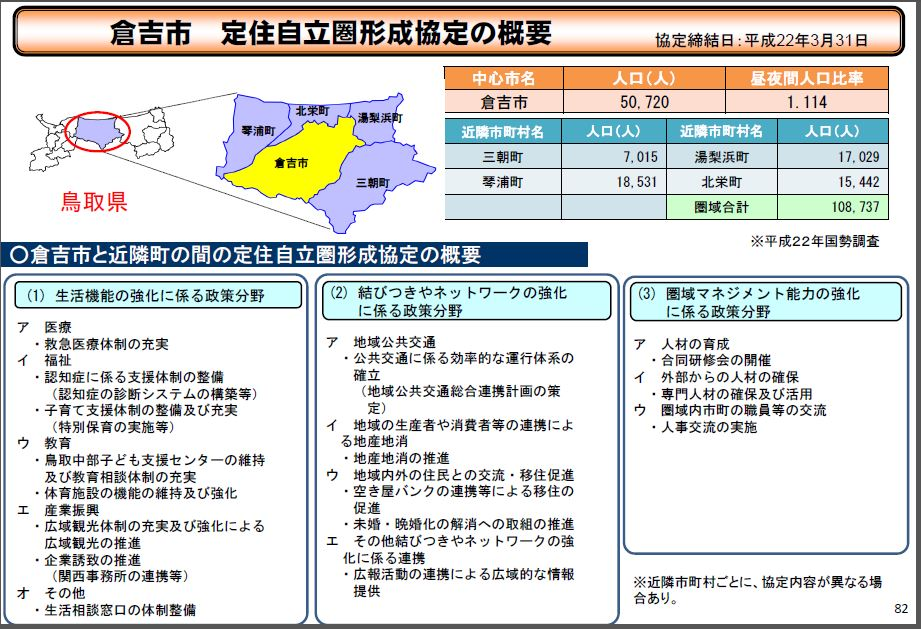 倉吉市　定住自立圏形成協定の概要
協定締結日：平成22年3月31日
中心市名　人口（人）　昼夜間人口比率
倉吉市　50,720　1.114
近隣市町村名　人口（人）　近隣市町村名　人口（人）
三朝町　7,015　湯梨浜町　17,029
琴浦町　18,531　北栄町　15,442
圏域合計　108,737
※平成22年国勢調査
北栄町
湯梨浜町
琴浦町
倉吉市
三朝町
鳥取県
○倉吉市と近隣町の間の定住自立圏形成協定の概要
(1) 生活機能の強化に係る政策分野
ア　医療
・救急医療体制の充実
イ　福祉
・認知症に係る支援体制の整備
（認知症の診断システムの構築等）
・子育て支援体制の整備及び充実
（特別保育の実施等）
ウ　教育
・鳥取中部子ども支援センターの維持
及び教育相談体制の充実
・体育施設の機能の維持及び強化
エ　産業振興
・広域観光体制の充実及び強化による
広域観光の推進
・企業誘致の推進
（関西事務所の連携等）
オ　その他
・生活相談窓口の体制整備
(2) 結びつきやネットワークの強化
に係る政策分野
ア　地域公共交通
・公共交通に係る効率的な運行体系の
確立
（地域公共交通総合連携計画の策
定）
イ　地域の生産者や消費者等の連携によ
る地産地消
・地産地消の推進
ウ　地域内外の住民との交流・移住促進
・空き屋バンクの連携等による移住の
促進
・未婚・晩婚化の解消への取組の推進
エ　その他結びつきやネットワークの強
化に係る連携
・広報活動の連携による広域的な情報
提供
(3) 圏域マネジメント能力の強化
に係る政策分野
ア　人材の育成
・合同研修会の開催
イ　外部からの人材の確保
・専門人材の確保及び活用
ウ　圏域内市町の職員等の交流
・人事交流の実施
※近隣市町村ごとに、協定内容が異なる場
合あり。
82